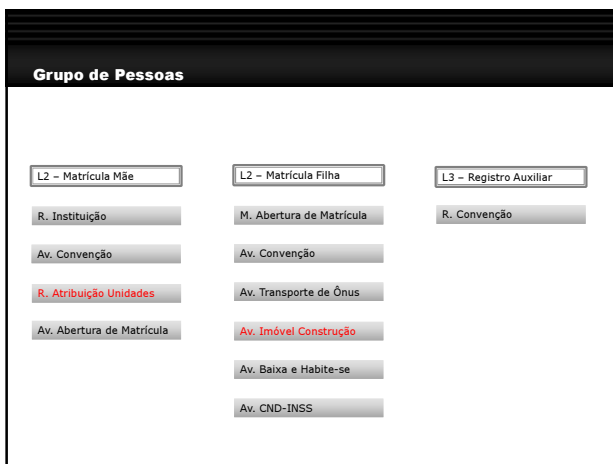 Grupo de Pessoas
L2 – Matrícula Mãe
R. Instituição
Av. Convenção
R. Atribuição Unidades
Av. Abertura de Matrícula
L2 – Matrícula Filha
M. Abertura de Matrícula
Av. Convenção
Av. Transporte de Ônus
Av. Imóvel Construção
Av. Baixa e Habite-se
Av. CND-INSS
L3 – Registro Auxiliar
R. Convenção